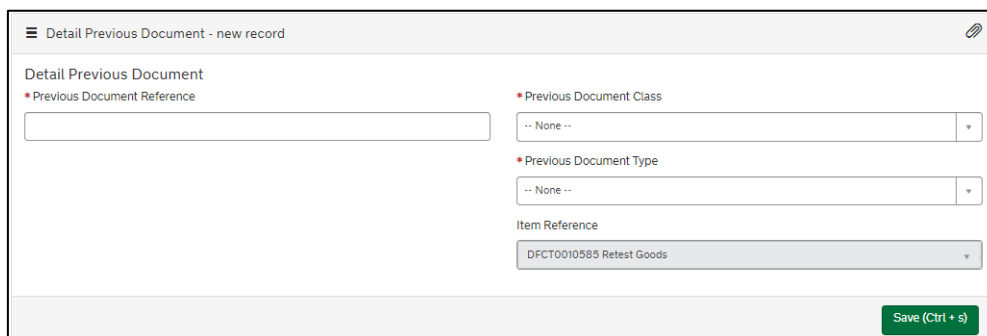 Detail Previous Document - new record
Detail Previous Document
* Previous Document Reference
* Previous Document Class
-- None --
* Previous Document Type
-- None --
Item Reference
DFCT0010585 Retest Goods
Save (Ctrl + s)